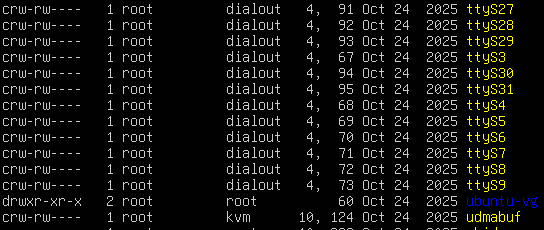 crw-rw---- 1 root dialout 4, 91 Oct 24 2025 ttyS27
crw-rw---- 1 root dialout 4, 92 Oct 24 2025 ttyS28
crw-rw---- 1 root dialout 4, 93 Oct 24 2025 ttyS29
crw-rw---- 1 root dialout 4, 67 Oct 24 2025 ttyS3
crw-rw---- 1 root dialout 4, 94 Oct 24 2025 ttyS30
crw-rw---- 1 root dialout 4, 95 Oct 24 2025 ttyS31
crw-rw---- 1 root dialout 4, 68 Oct 24 2025 ttyS4
crw-rw---- 1 root dialout 4, 69 Oct 24 2025 ttyS5
crw-rw---- 1 root dialout 4, 70 Oct 24 2025 ttyS6
crw-rw---- 1 root dialout 4, 71 Oct 24 2025 ttyS7
crw-rw---- 1 root dialout 4, 72 Oct 24 2025 ttyS8
crw-rw---- 1 root dialout 4, 73 Oct 24 2025 ttyS9
drwxr-xr-x 2 root root 60 Oct 24 2025 ubuntu-vg
crw-rw---- 1 root kvm 10, 124 Oct 24 2025 udmabuf